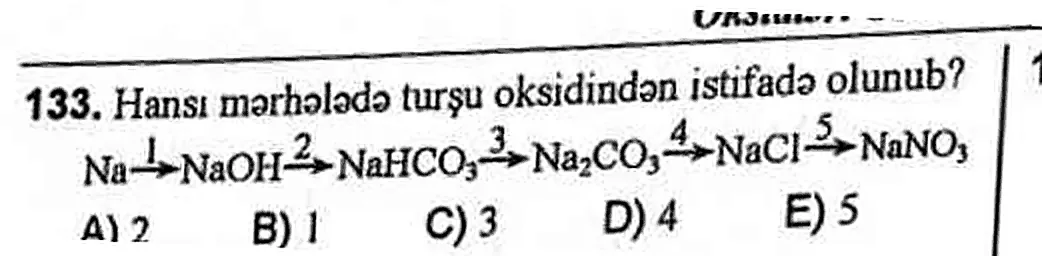 133. Hansı mərhələdə turşu oksidindən istifadə olunub?
Na 1→ NaOH 2→ NaHCO₃ 3→ Na₂CO₃ 4→ NaCl 5→ NaNO₃
A) 2 B) 1 C) 3 D) 4 E) 5